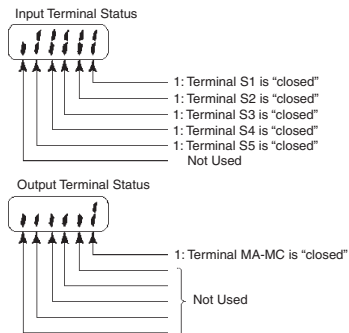 Input Terminal Status
1: Terminal S1 is “closed”
1: Terminal S2 is “closed”
1: Terminal S3 is “closed”
1: Terminal S4 is “closed”
1: Terminal S5 is “closed”
Not Used
Output Terminal Status
1: Terminal MA-MC is “closed”
Not Used